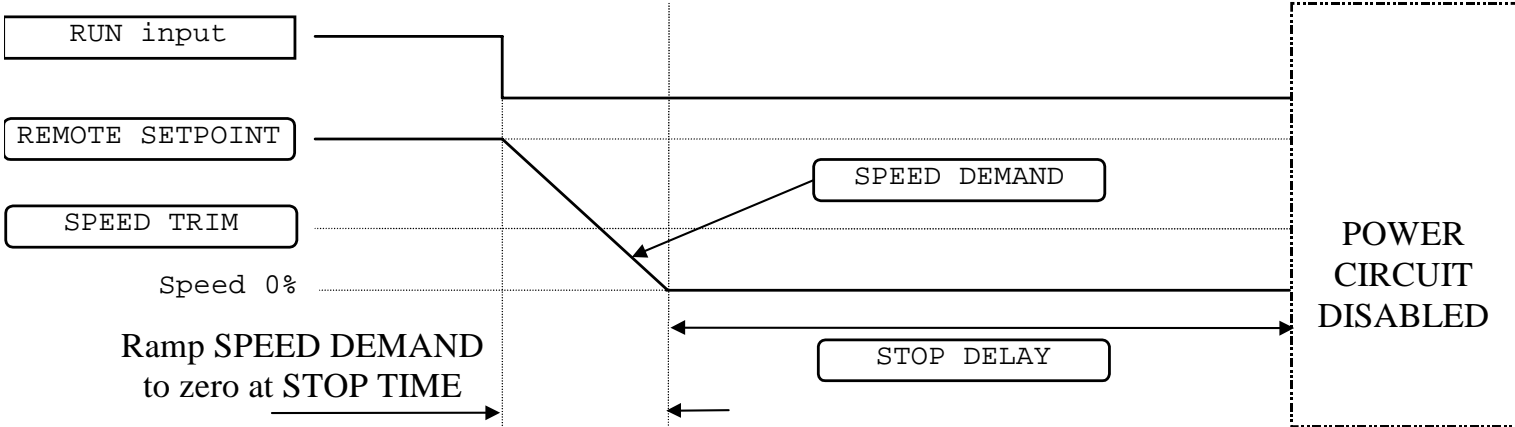 RUN input
REMOTE SETPOINT
SPEED DEMAND
SPEED TRIM
POWER
CIRCUIT
DISABLED
Speed 0%
Ramp SPEED DEMAND
to zero at STOP TIME
STOP DELAY